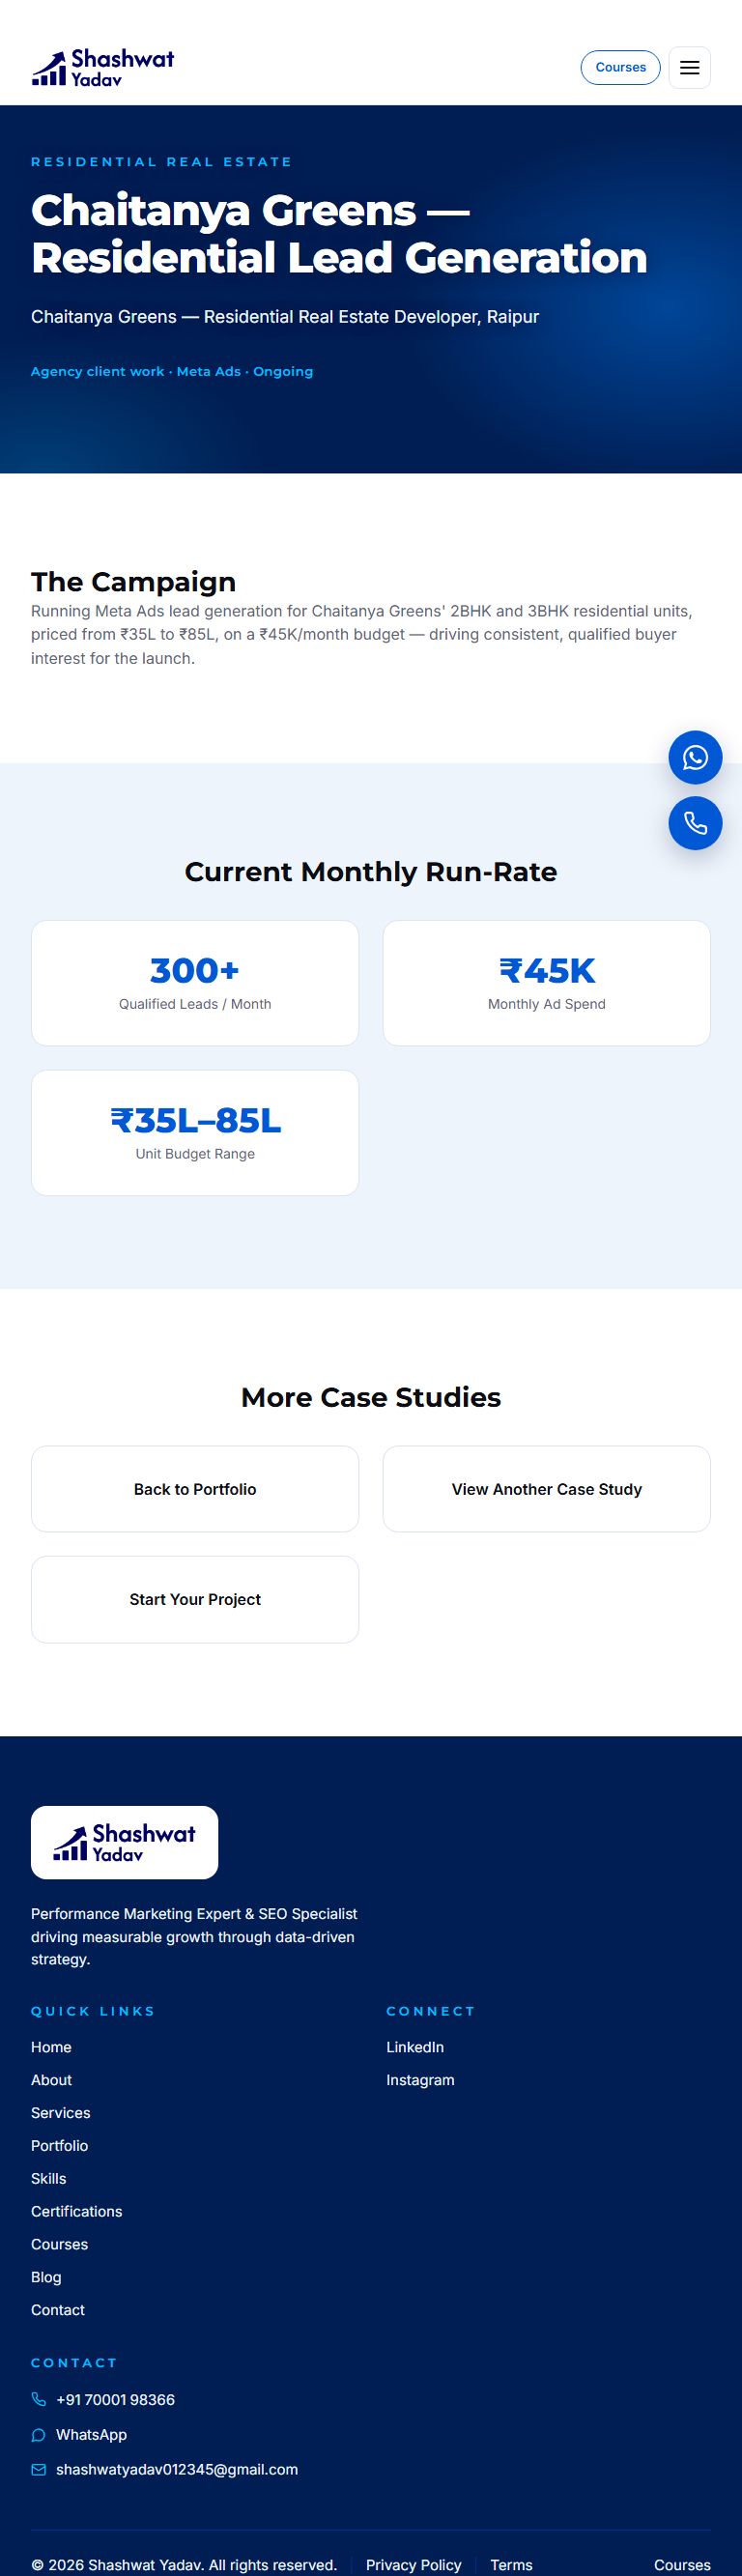 Shashwat
Yadav
Courses
RESIDENTIAL REAL ESTATE
Chaitanya Greens —
Residential Lead Generation
Chaitanya Greens — Residential Real Estate Developer, Raipur
Agency client work · Meta Ads · Ongoing
The Campaign
Running Meta Ads lead generation for Chaitanya Greens' 2BHK and 3BHK residential units,
priced from ₹35L to ₹85L, on a ₹45K/month budget — driving consistent, qualified buyer
interest for the launch.
Current Monthly Run-Rate
300+
Qualified Leads / Month
₹45K
Monthly Ad Spend
₹35L–85L
Unit Budget Range
More Case Studies
Back to Portfolio
View Another Case Study
Start Your Project
Shashwat
Yadav
Performance Marketing Expert & SEO Specialist
driving measurable growth through data-driven
strategy.
QUICK LINKS
Home
About
Services
Portfolio
Skills
Certifications
Courses
Blog
Contact
CONNECT
LinkedIn
Instagram
CONTACT
+91 70001 98366
WhatsApp
shashwatyadav012345@gmail.com
© 2026 Shashwat Yadav. All rights reserved. Privacy Policy Terms Courses